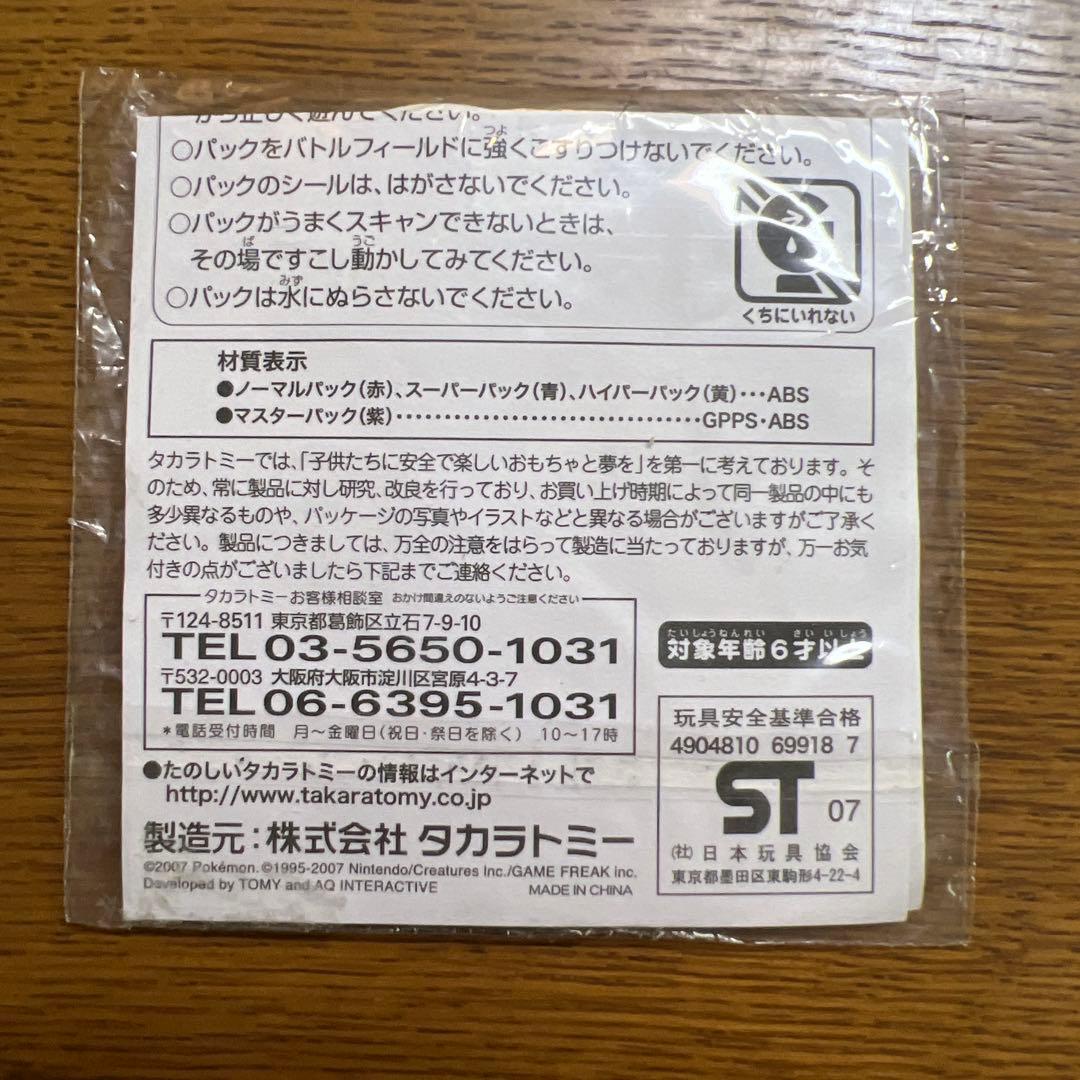 から正しく遊んでください。
○パックをバトルフィールドに強くこすりつけないでください。
○パックのシールは、はがさないでください。
○パックがうまくスキャンできないときは、
その場ですこし動かしてみてください。
○パックは水にぬらさないでください。
くちにいれない
材質表示
●ノーマルパック(赤)、スーパーパック(青)、ハイパーパック(黄)…ABS
●マスターパック(紫)………………………………GPPS・ABS
タカラトミーでは、「子供たちに安全で楽しいおもちゃと夢を」を第一に考えております。そ
のため、常に製品に対し研究、改良を行っており、お買い上げ時期によって同一製品の中にも
多少異なるものや、パッケージの写真やイラストなどと異なる場合がございますがご了承く
ださい。製品につきましては、万全の注意をはらって製造に当たっておりますが、万一お気
付きの点がございましたら下記までご連絡ください。
タカラトミーお客様相談室 おかけ間違えのないようご注意ください
〒124-8511 東京都葛飾区立石7-9-10
TEL 03-5650-1031
〒532-0003 大阪府大阪市淀川区宮原4-3-7
TEL 06-6395-1031
*電話受付時間 月〜金曜日(祝日・祭日を除く) 10〜17時
●たのしいタカラトミーの情報はインターネットで
http://www.takaratomy.co.jp
製造元:株式会社 タカラトミー
©2007 Pokémon. ©1995-2007 Nintendo/Creatures Inc./GAME FREAK inc.
Developed by TOMY and AQ INTERACTIVE MADE IN CHINA
対象年齢6才以上
玩具安全基準合格
4904810 69918 7
ST 07
(社)日本玩具協会
東京都墨田区東駒形4-22-4